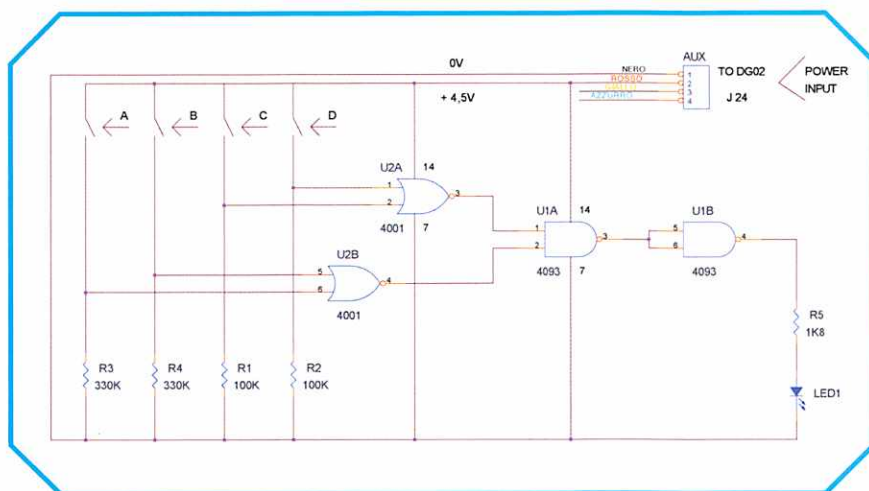 AUX
0V
NERO
1
TO DG02
POWER
ROSSO
2
INPUT
+ 4,5V
GIALLO
3
AZZURRO
4
J 24
A
B
C
D
U2A
14
1
3
2
4001
7
U1A
14
U1B
1
3
5
4
2
6
4093
7
4093
U2B
5
4
6
4001
R5
1K8
R3
330K
R4
330K
R1
100K
R2
100K
LED1